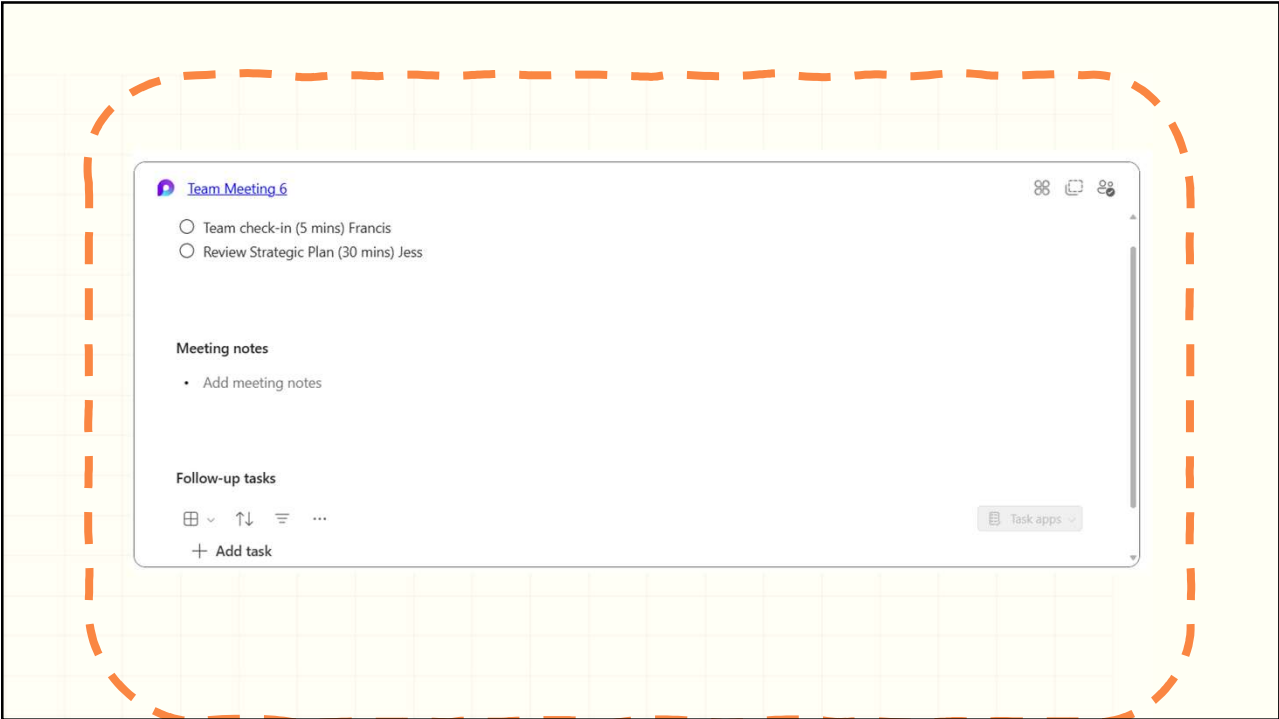 Team Meeting 6
Team check-in (5 mins) Francis
Review Strategic Plan (30 mins) Jess
Meeting notes
• Add meeting notes
Follow-up tasks
Task apps
Add task